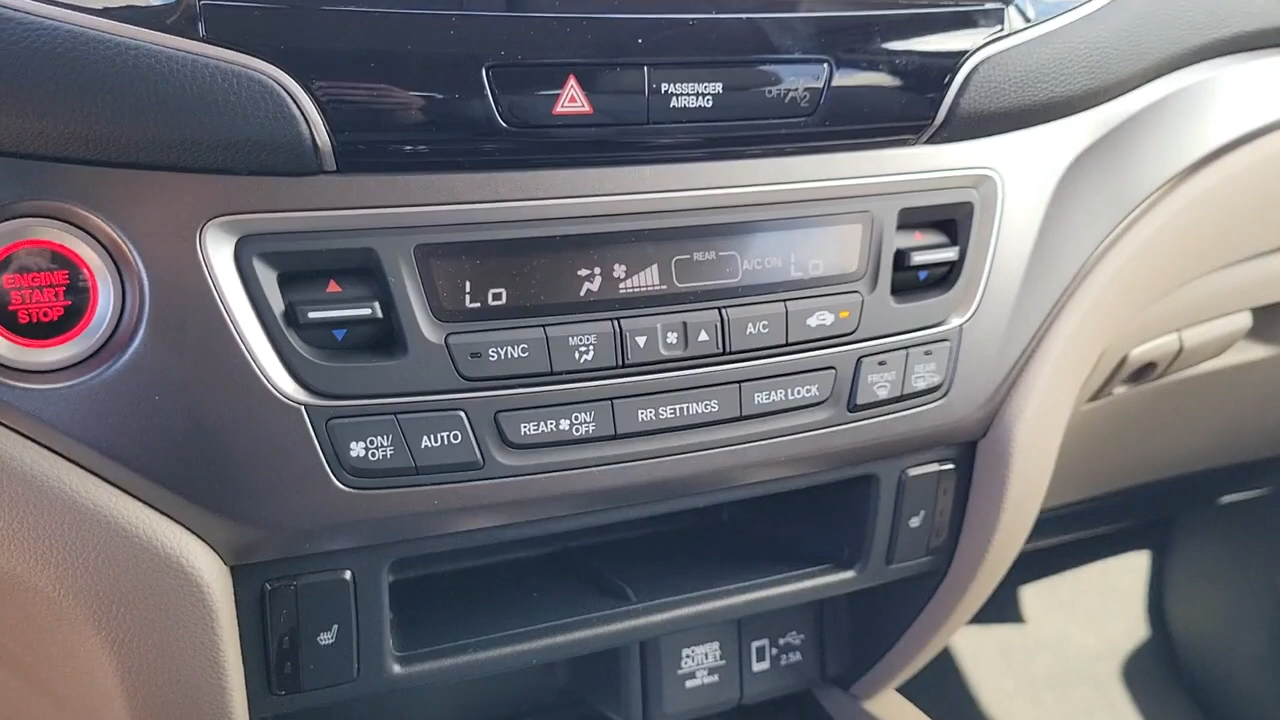 PASSENGER
AIRBAG
OFF
2
ENGINE
START
STOP
Lo
REAR
A/C ON
Lo
SYNC
MODE
A/C
ON/
OFF
AUTO
REAR ON/
OFF
RR SETTINGS
REAR LOCK
FRONT
REAR
POWER
OUTLET
2.5A